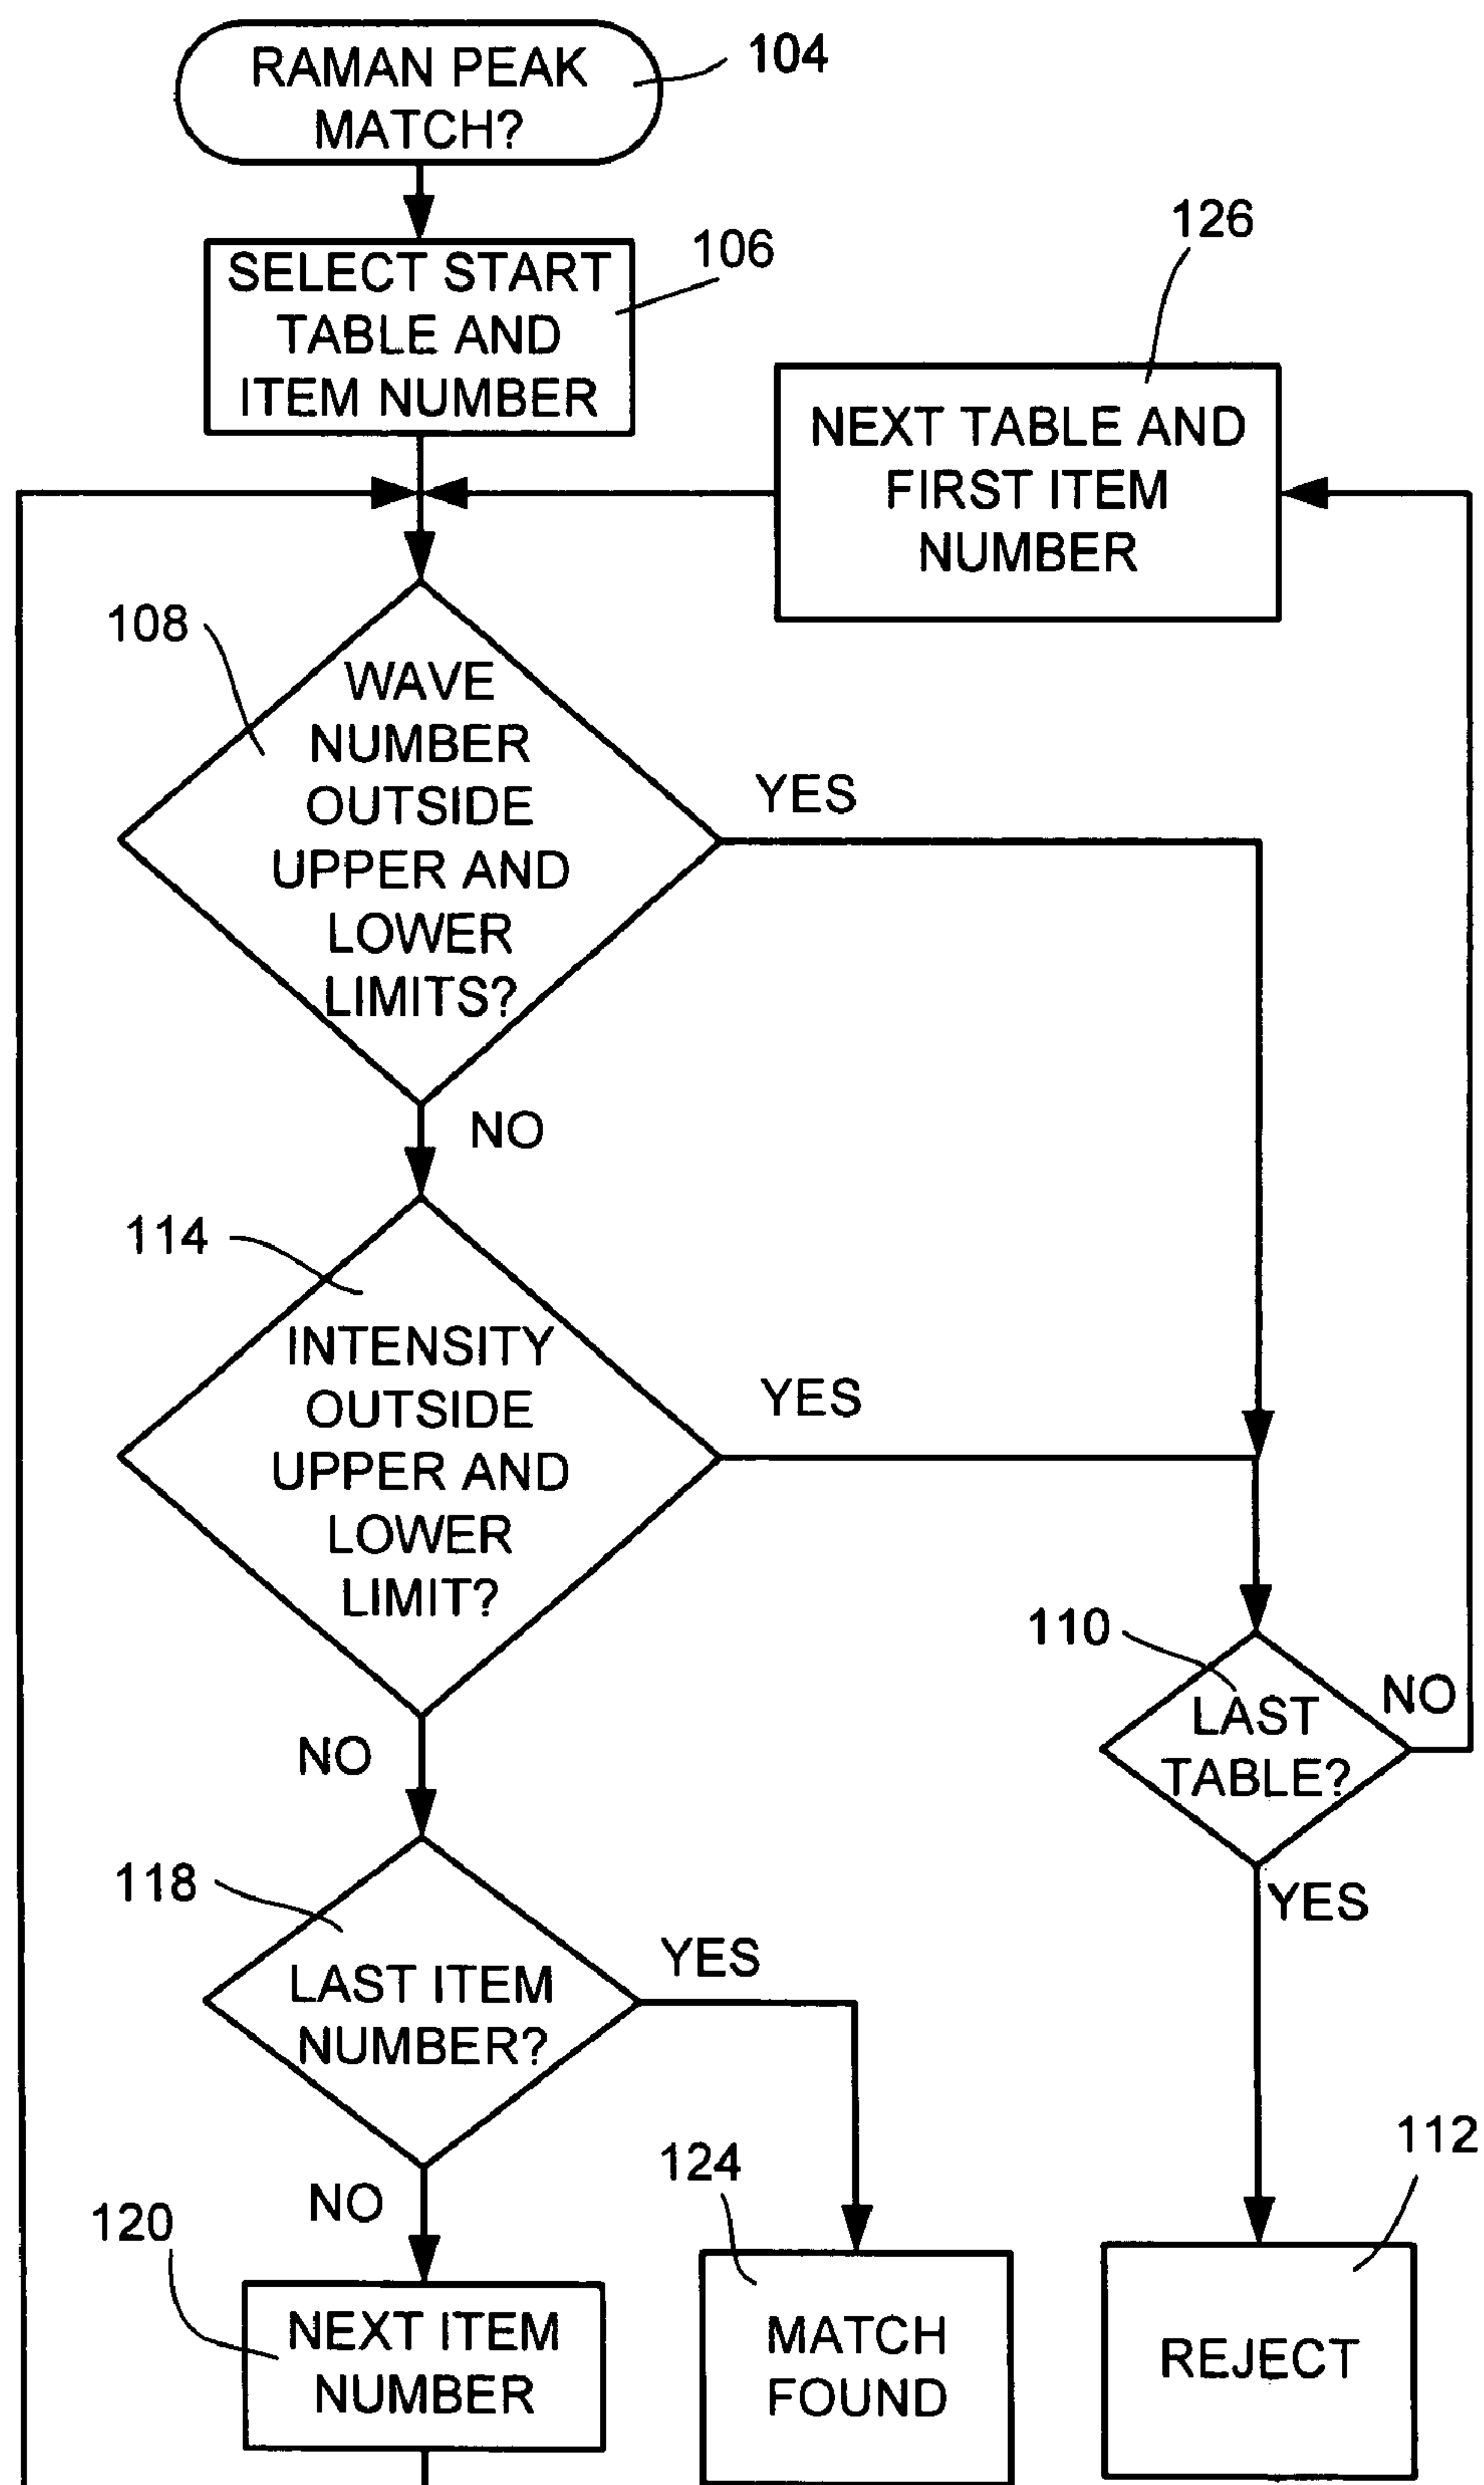 RAMAN PEAK
MATCH?
104
SELECT START
TABLE AND
ITEM NUMBER
106
126
NEXT TABLE AND
FIRST ITEM
NUMBER
108
WAVE
NUMBER
OUTSIDE
UPPER AND
LOWER
LIMITS?
YES
NO
114
INTENSITY
OUTSIDE
UPPER AND
LOWER
LIMIT?
YES
NO
110
LAST
TABLE?
NO
YES
118
LAST ITEM
NUMBER?
YES
NO
120
NEXT ITEM
NUMBER
124
MATCH
FOUND
112
REJECT